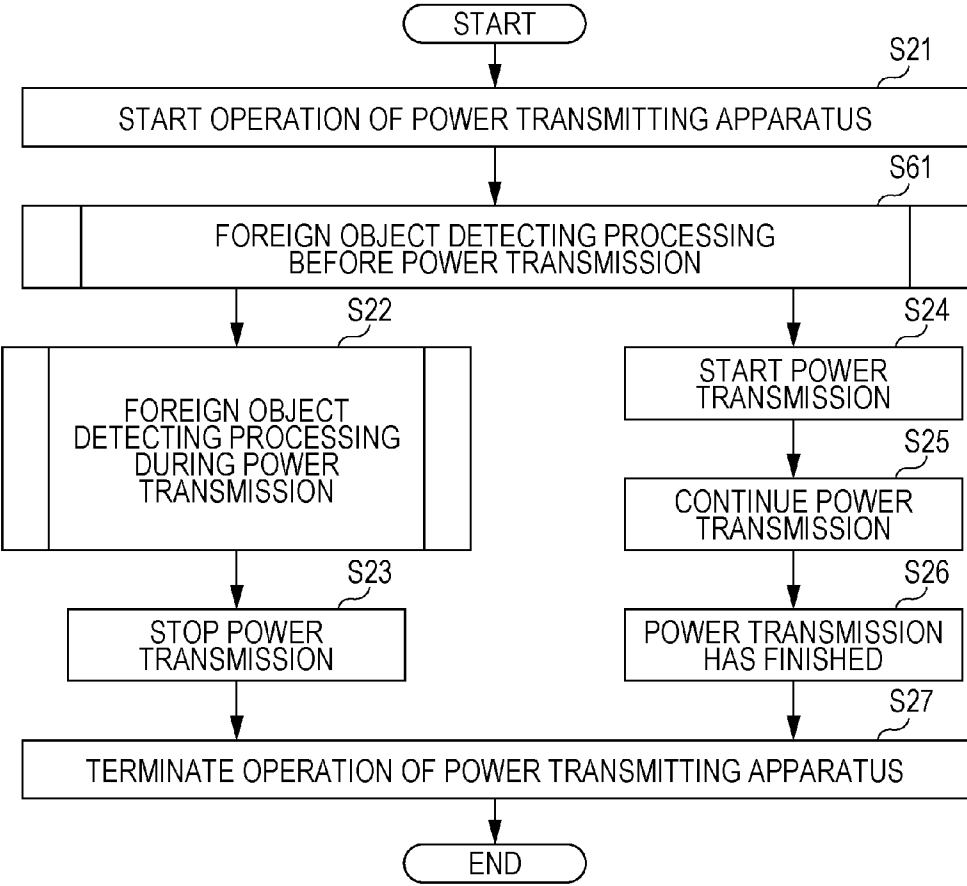 START
S21
START OPERATION OF POWER TRANSMITTING APPARATUS
S61
FOREIGN OBJECT DETECTING PROCESSING
BEFORE POWER TRANSMISSION
S22
FOREIGN OBJECT
DETECTING PROCESSING
DURING POWER
TRANSMISSION
S23
STOP POWER
TRANSMISSION
S24
START POWER
TRANSMISSION
S25
CONTINUE POWER
TRANSMISSION
S26
POWER TRANSMISSION
HAS FINISHED
S27
TERMINATE OPERATION OF POWER TRANSMITTING APPARATUS
END